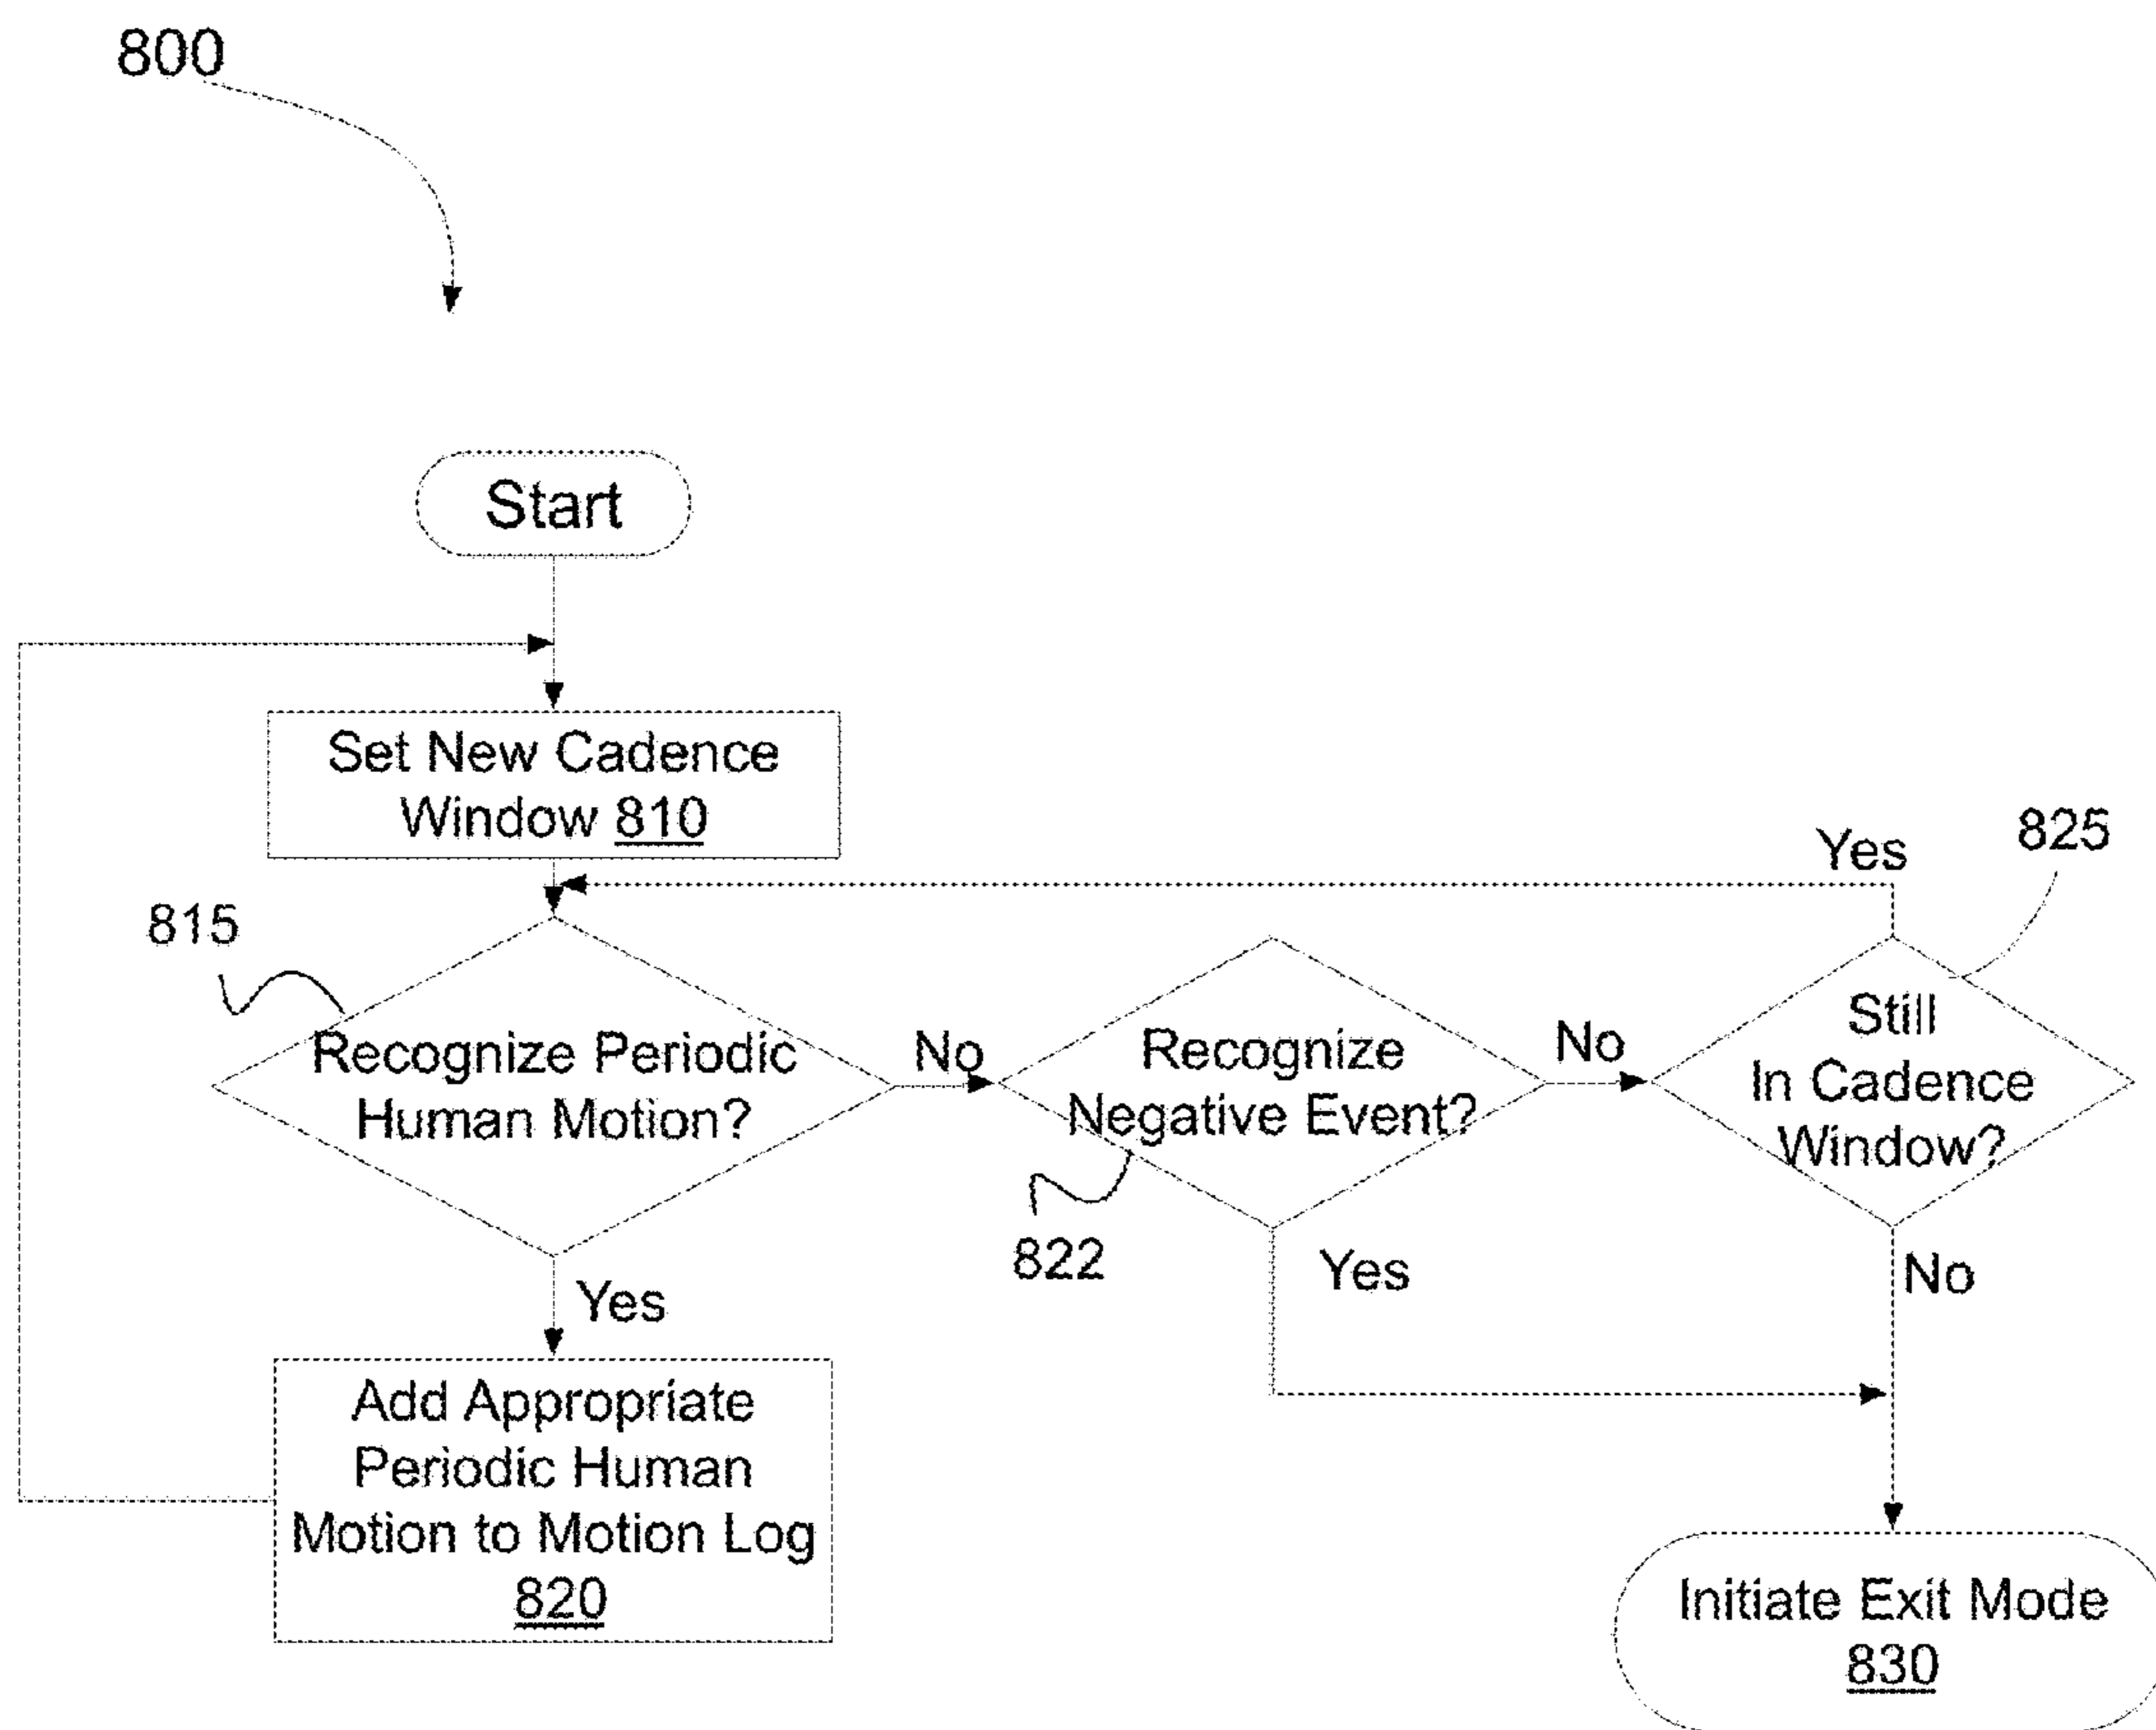 800
Start
Set New Cadence
Window 810
Yes
825
815
Recognize Periodic
Human Motion?
No
Recognize
Negative Event?
No
Still
In Cadence
Window?
822
Yes
No
Yes
Add Appropriate
Periodic Human
Motion to Motion Log
820
Initiate Exit Mode
830